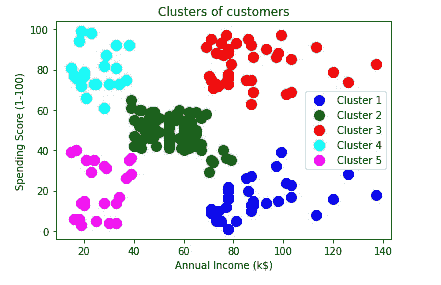 Clusters of customers
100
80
60
40
20
0
Spending Score (1-100)
Cluster 1
Cluster 2
Cluster 3
Cluster 4
Cluster 5
20 40 60 80 100 120 140
Annual Income (k$)